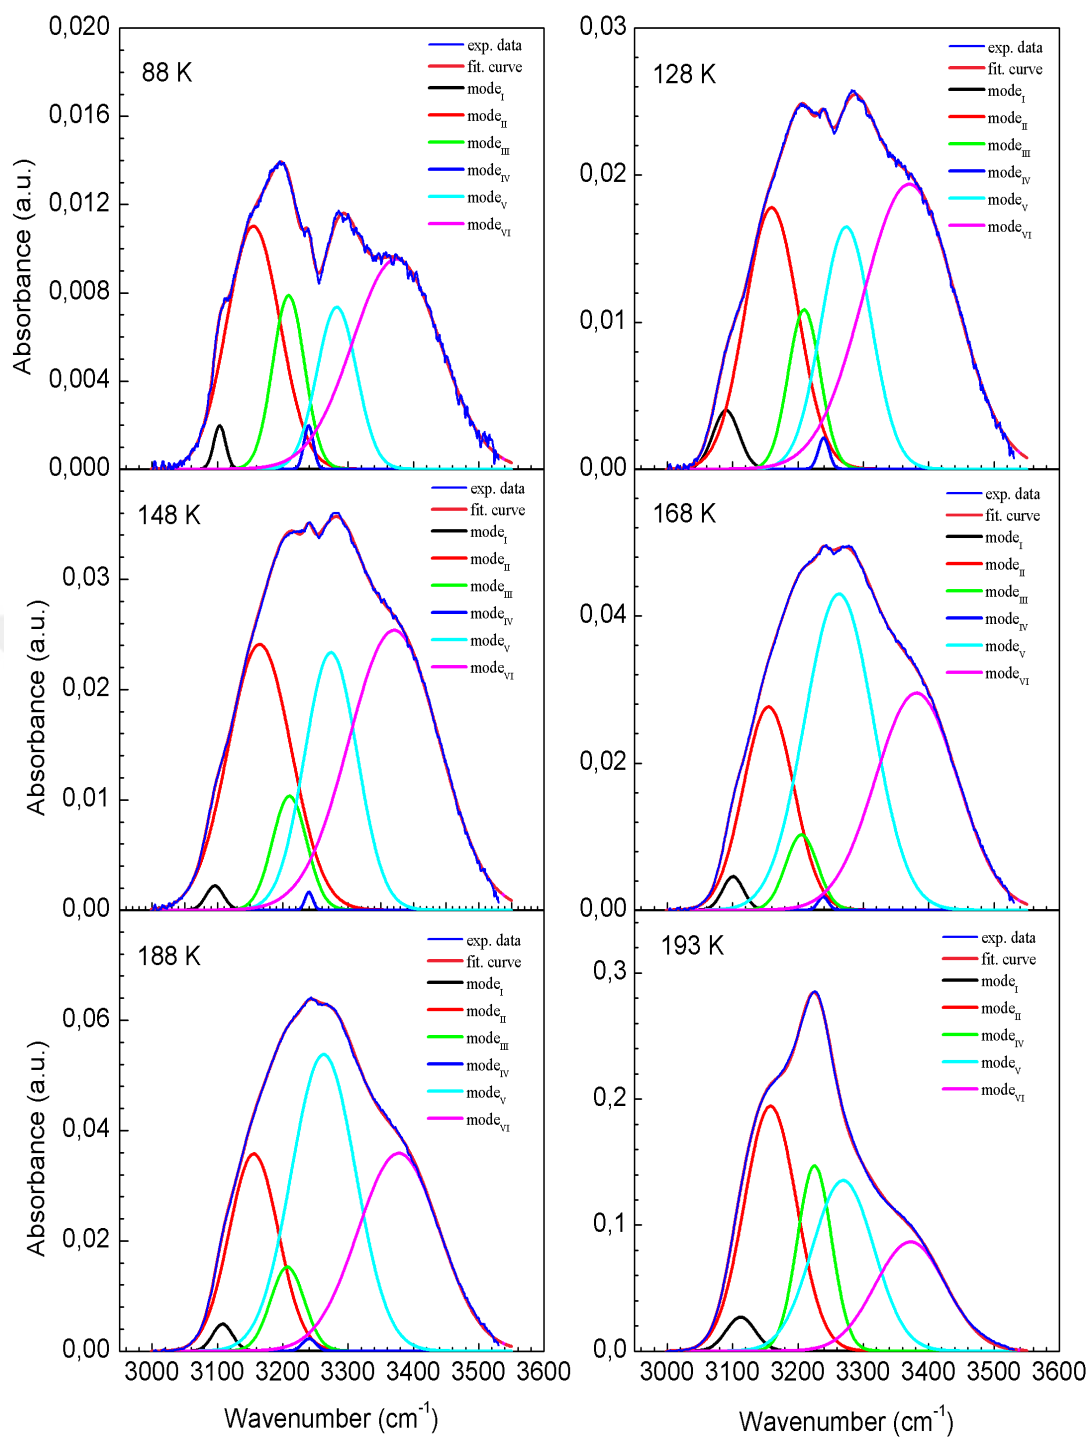 0,020
0,016
0,012
0,008
0,004
0,000
Absorbance (a.u.)
88 K
exp. data
fit. curve
mode_I
mode_II
mode_III
mode_IV
mode_V
mode_VI
0,03
0,02
0,01
0,00
128 K
exp. data
fit. curve
mode_I
mode_II
mode_III
mode_IV
mode_V
mode_VI
0,03
0,02
0,01
0,00
Absorbance (a.u.)
148 K
exp. data
fit. curve
mode_I
mode_II
mode_III
mode_IV
mode_V
mode_VI
0,04
0,02
0,00
168 K
exp. data
fit. curve
mode_I
mode_II
mode_III
mode_IV
mode_V
mode_VI
0,06
0,04
0,02
0,00
Absorbance (a.u.)
188 K
exp. data
fit. curve
mode_I
mode_II
mode_III
mode_IV
mode_V
mode_VI
3000 3100 3200 3300 3400 3500 3600
Wavenumber (cm⁻¹)
0,3
0,2
0,1
0,0
193 K
exp. data
fit. curve
mode_I
mode_II
mode_IV
mode_V
mode_VI
3000 3100 3200 3300 3400 3500 3600
Wavenumber (cm⁻¹)